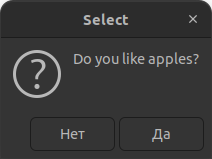 Select
Do you like apples?
Нет
Да